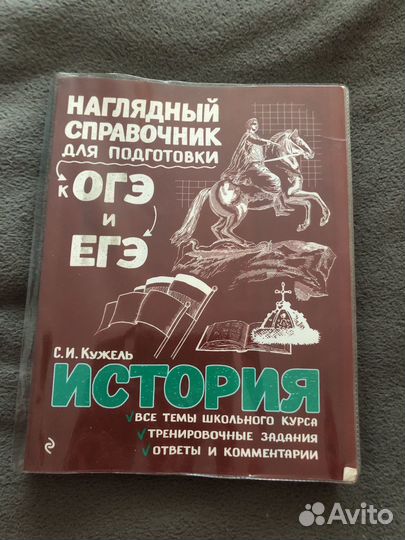 НАГЛЯДНЫЙ
СПРАВОЧНИК
ДЛЯ ПОДГОТОВКИ
К ОГЭ
И
ЕГЭ
С.И. КУЖЕЛЬ
ИСТОРИЯ
ВСЕ ТЕМЫ ШКОЛЬНОГО КУРСА
ТРЕНИРОВОЧНЫЕ ЗАДАНИЯ
ОТВЕТЫ И КОММЕНТАРИИ
Avito